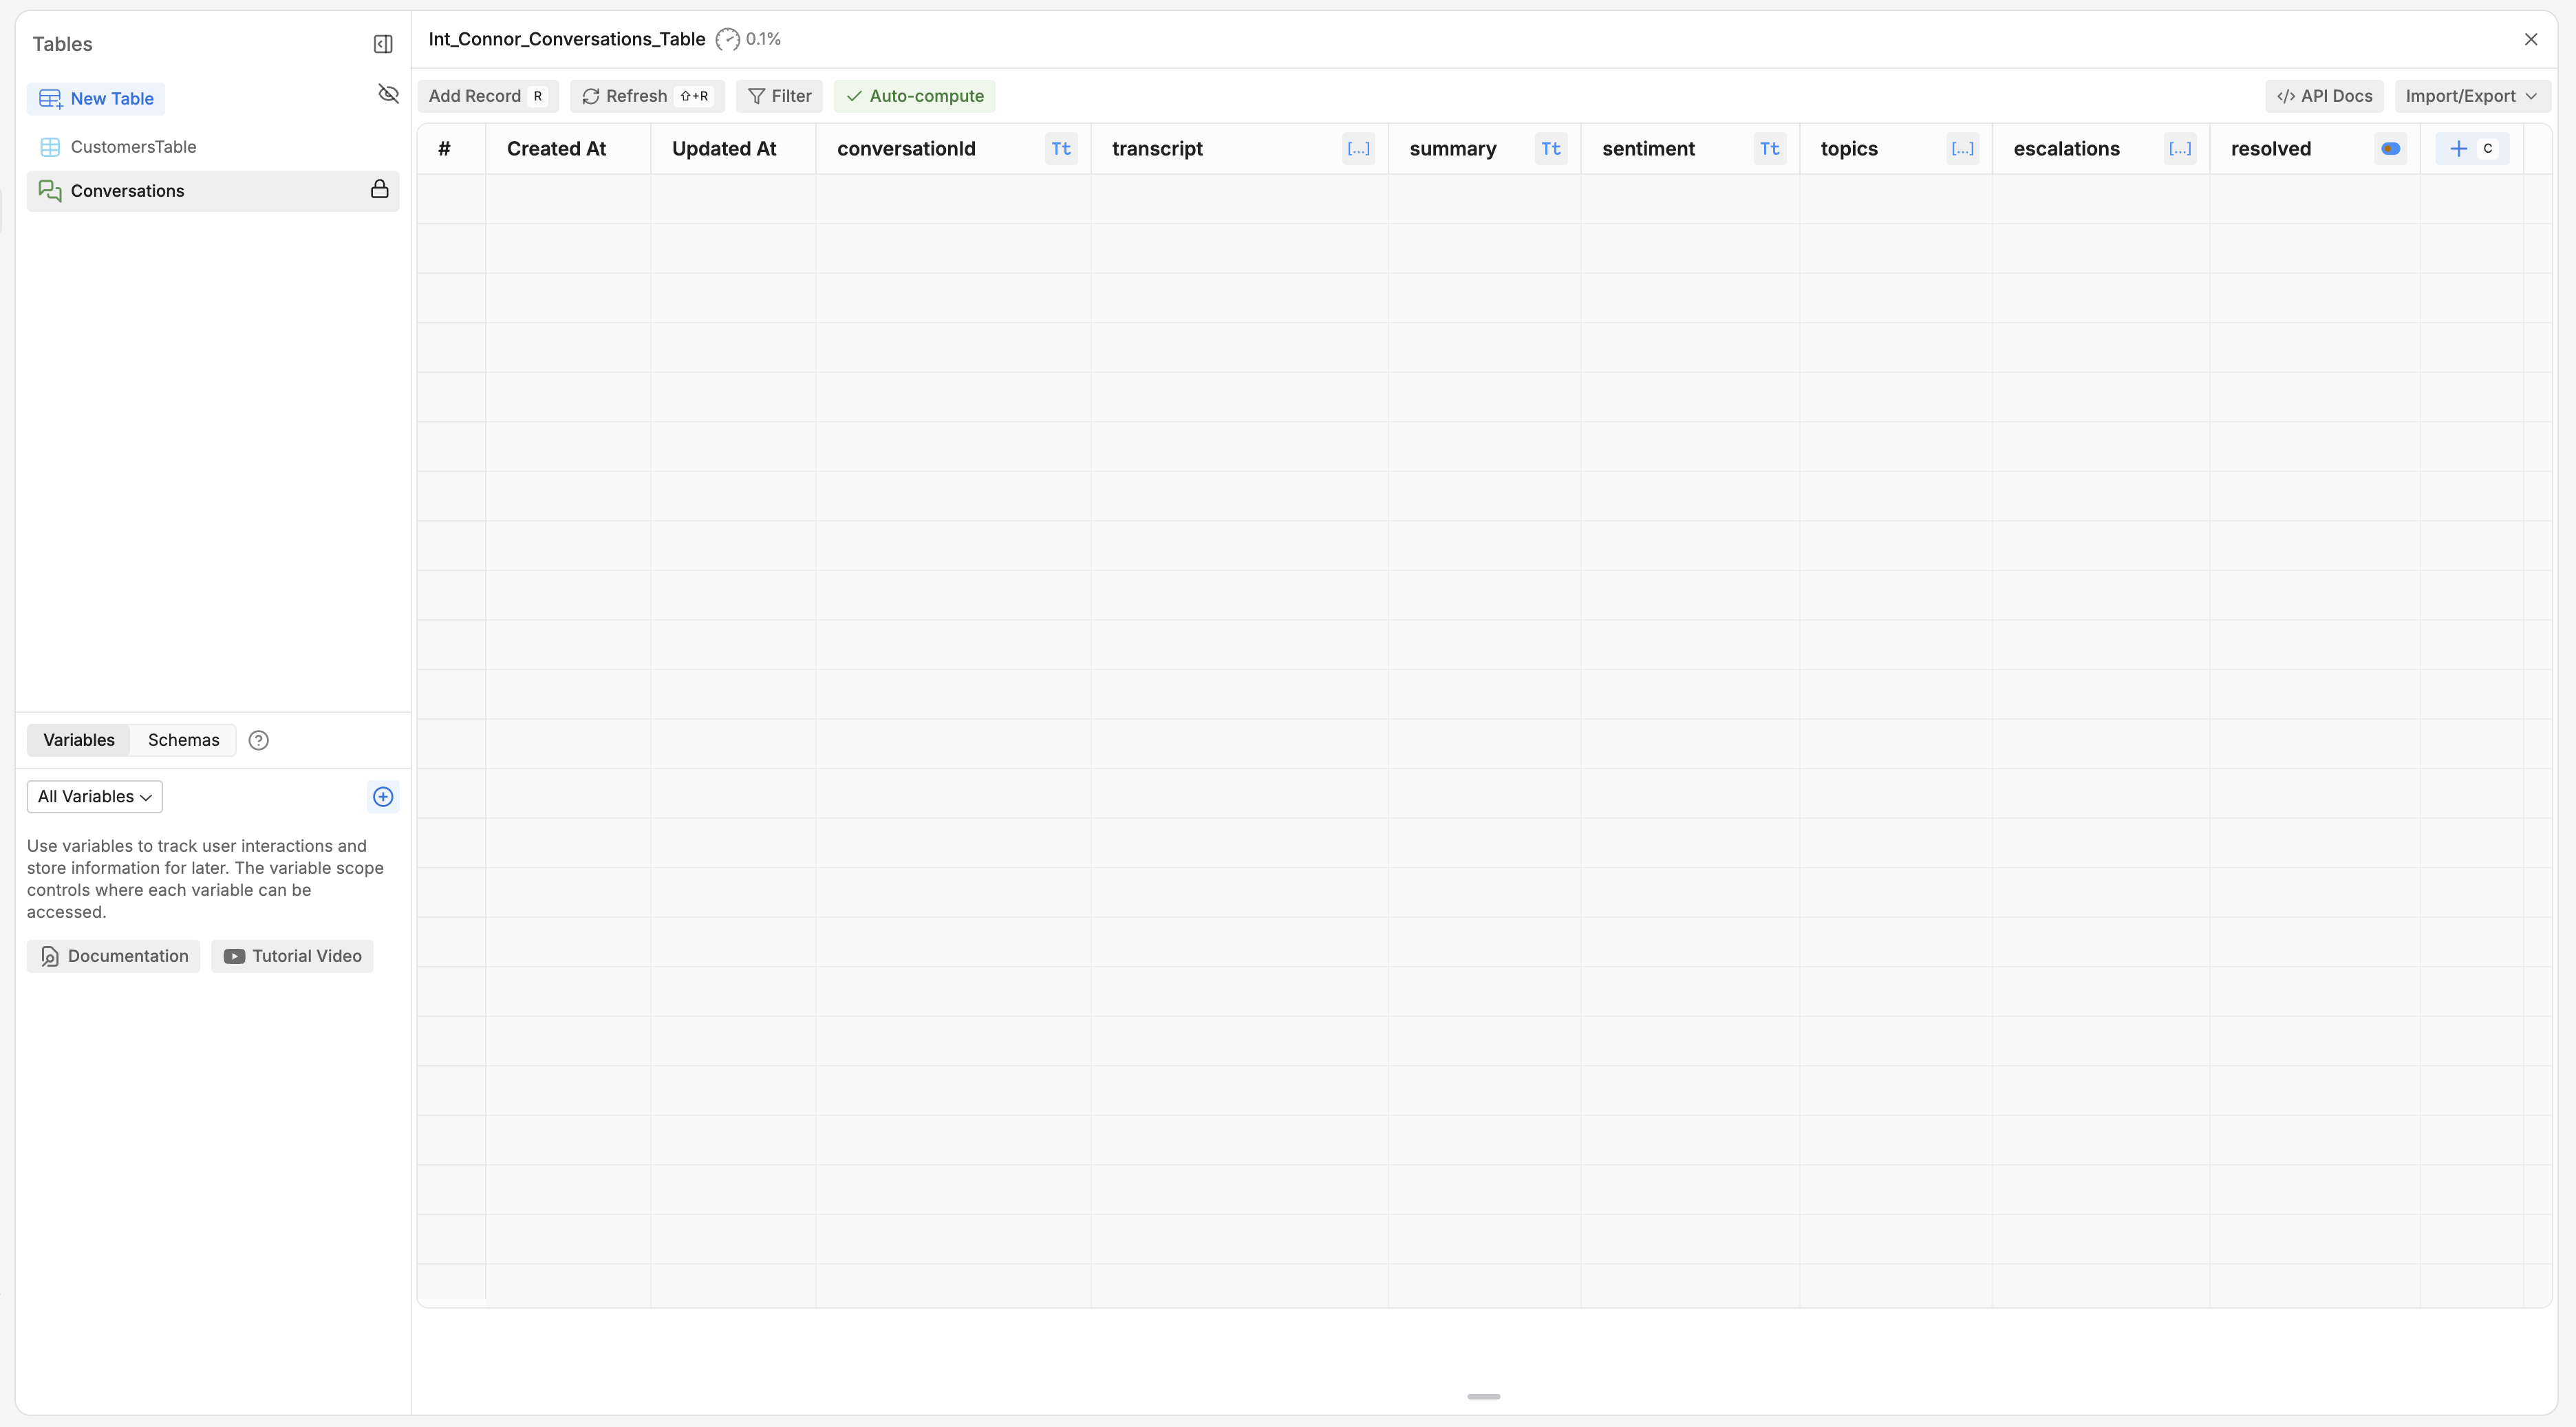 Tables
New Table
CustomersTable
Conversations
Variables
Schemas
All Variables
Use variables to track user interactions and
store information for later. The variable scope
controls where each variable can be
accessed.
Documentation
Tutorial Video
Int_Connor_Conversations_Table 0.1%
Add Record R
Refresh ⇧+R
Filter
Auto-compute
</> API Docs
Import/Export
#
Created At
Updated At
conversationId Tt
transcript [...]
summary Tt
sentiment Tt
topics [...]
escalations [...]
resolved
+ C